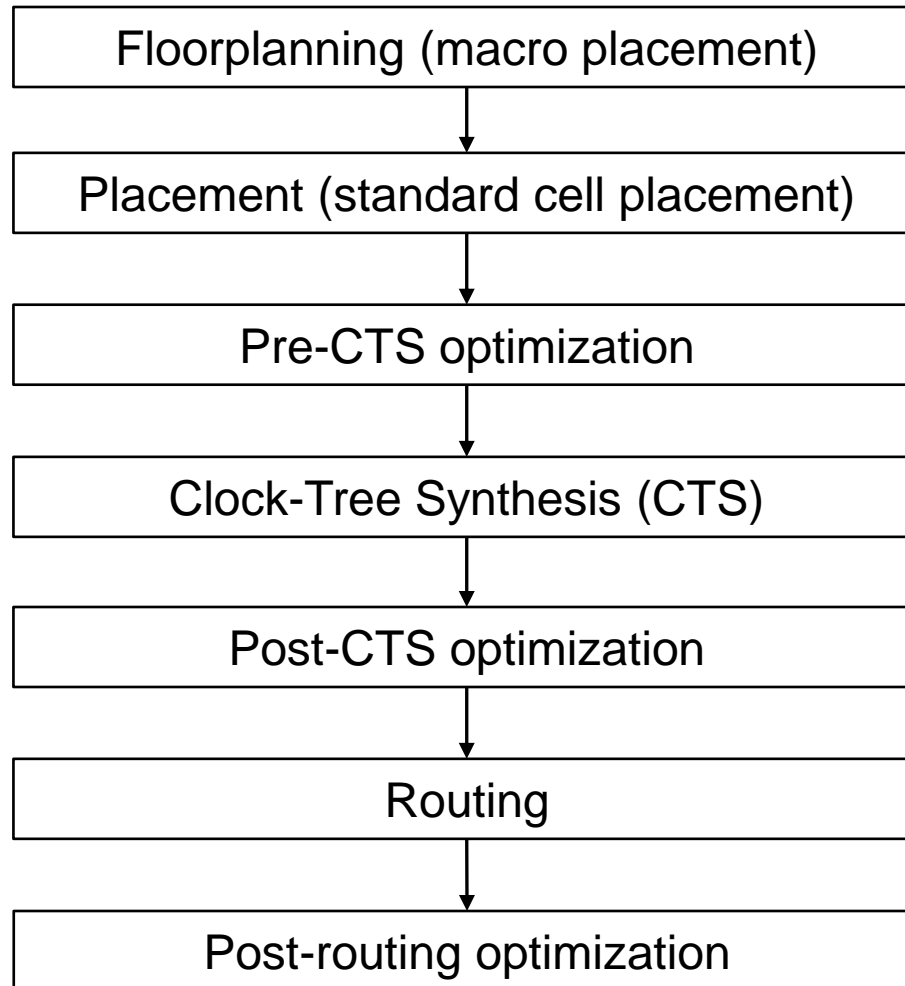 Floorplanning (macro placement)
Placement (standard cell placement)
Pre-CTS optimization
Clock-Tree Synthesis (CTS)
Post-CTS optimization
Routing
Post-routing optimization